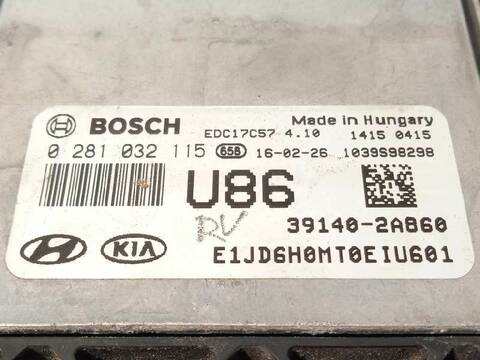 BOSCH EDC17C57 4.10 Made in Hungary
1415 0415
0 281 032 115 65B 16-02-26 1039S98298
U86
RV
39140-2AB60
KIA E1JD6H0MT0EIU601